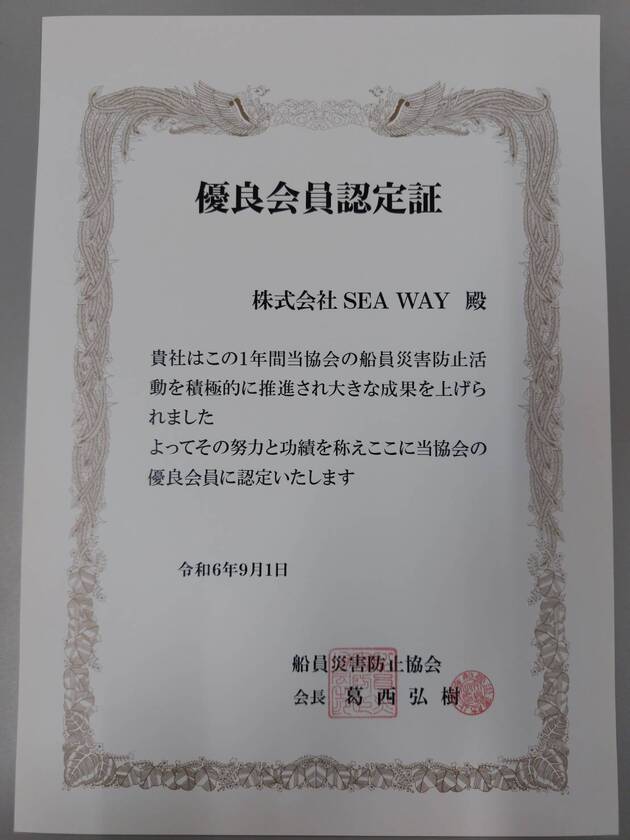 優良会員認定証
株式会社 SEA WAY 殿
貴社はこの1年間当協会の船員災害防止活
動を積極的に推進され大きな成果を上げら
れました
よってその努力と功績を称えここに当協会の
優良会員に認定いたします
令和6年9月1日
船員災害防止協会
会長 葛西弘樹